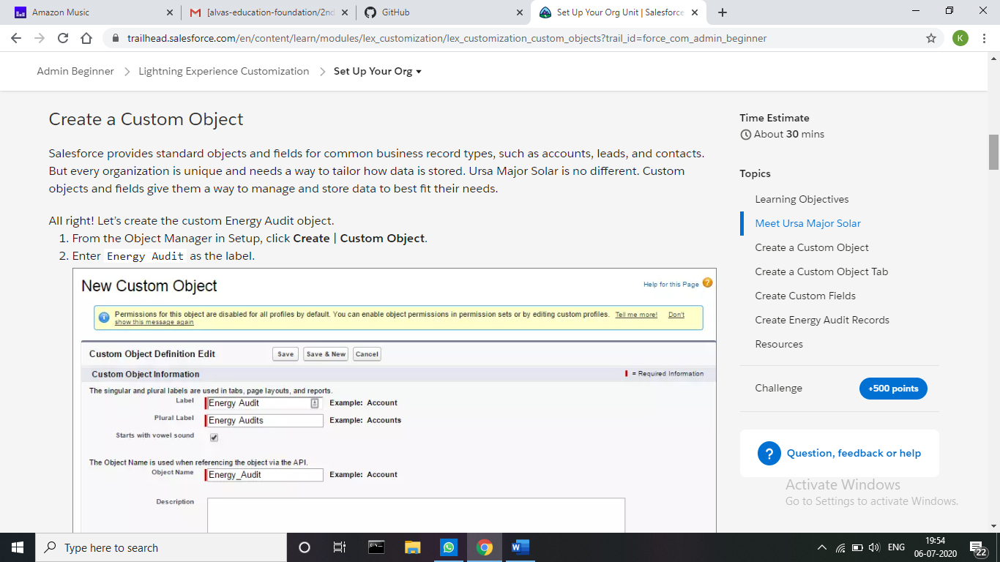 Amazon Music
[alvas-education-foundation/2nd
GitHub
Set Up Your Org Unit | Salesforce
trailhead.salesforce.com/en/content/learn/modules/lex_customization/lex_customization_custom_objects?trail_id=force_com_admin_beginner
K
Admin Beginner > Lightning Experience Customization > Set Up Your Org
Create a Custom Object
Salesforce provides standard objects and fields for common business record types, such as accounts, leads, and contacts.
But every organization is unique and needs a way to tailor how data is stored. Ursa Major Solar is no different. Custom
objects and fields give them a way to manage and store data to best fit their needs.
All right! Let’s create the custom Energy Audit object.
1. From the Object Manager in Setup, click Create | Custom Object.
2. Enter Energy Audit as the label.
New Custom Object
Help for this Page ?
Permissions for this object are disabled for all profiles by default. You can enable object permissions in permission sets or by editing custom profiles. Tell me more! Don't
show this message again
Custom Object Definition Edit
Save
Save & New
Cancel
Custom Object Information
= Required Information
The singular and plural labels are used in tabs, page layouts, and reports.
Label Energy Audit Example: Account
Plural Label Energy Audits Example: Accounts
Starts with vowel sound
The Object Name is used when referencing the object via the API.
Object Name Energy_Audit Example: Account
Description
Time Estimate
About 30 mins
Topics
Learning Objectives
Meet Ursa Major Solar
Create a Custom Object
Create a Custom Object Tab
Create Custom Fields
Create Energy Audit Records
Resources
Challenge
+500 points
? Question, feedback or help
Activate Windows
Go to Settings to activate Windows.
Type here to search
ENG
19:54
06-07-2020
22